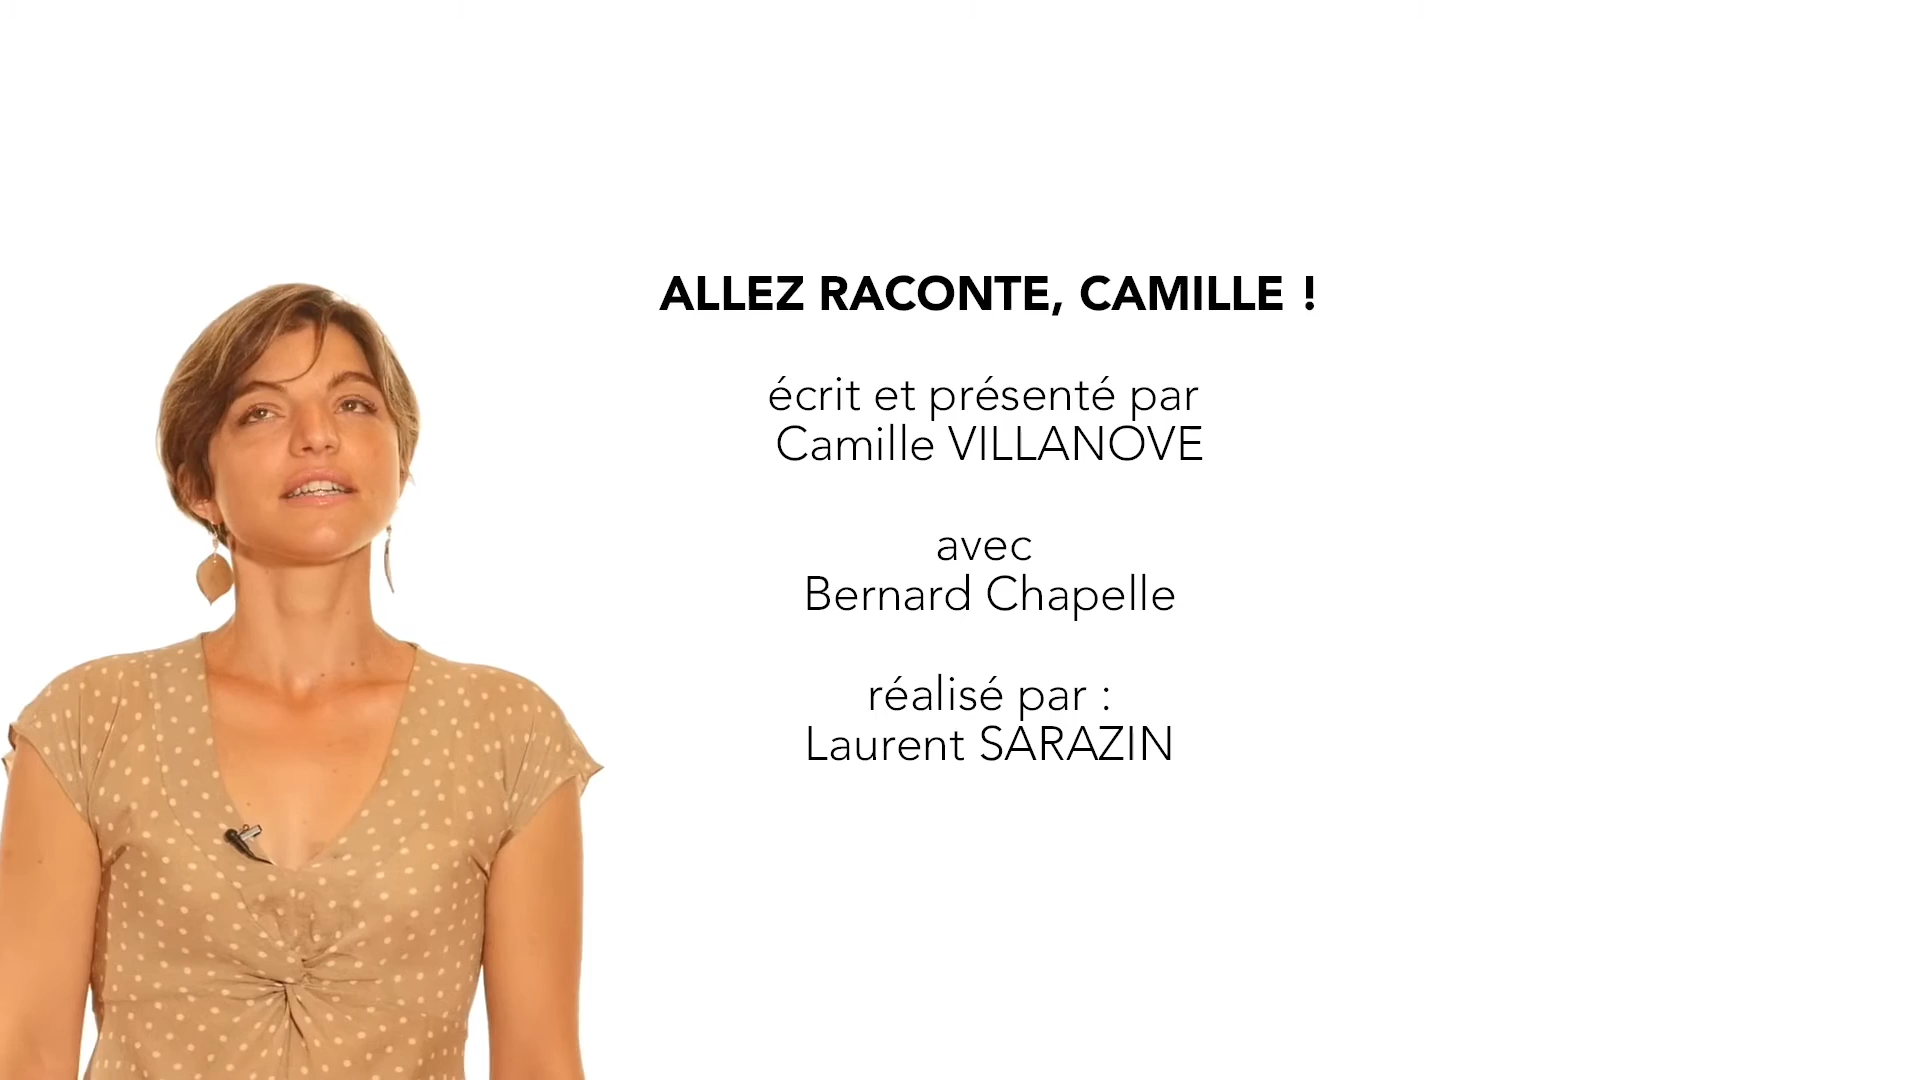 ALLEZ RACONTE, CAMILLE !
écrit et présenté par
Camille VILLANOVE
avec
Bernard Chapelle
réalisé par :
Laurent SARAZIN